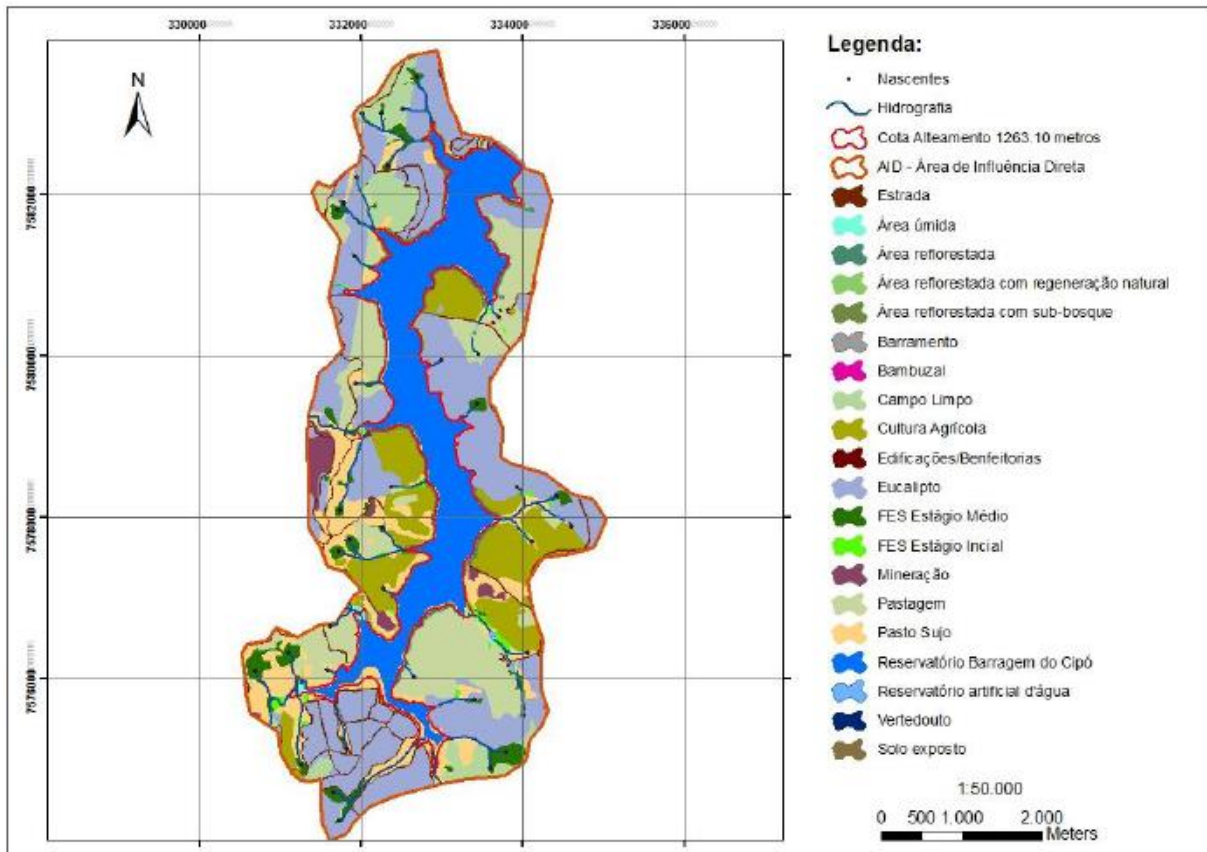 330000 332000 334000 336000
N
7582000
7580000
7578000
7576000
Legenda:
Nascentes
Hidrografia
Cota Alteamento 1263.10 metros
AID - Área de Influência Direta
Estrada
Área úmida
Área reflorestada
Área reflorestada com regeneração natural
Área reflorestada com sub-bosque
Barramento
Bambuzal
Campo Limpo
Cultura Agrícola
Edificações/Benfeitorias
Eucalipto
FES Estágio Médio
FES Estágio Incial
Mineração
Pastagem
Pasto Sujo
Reservatório Barragem do Cipó
Reservatório artificial d'água
Vertedouto
Solo exposto
1:50.000
0 500 1.000 2.000
Meters